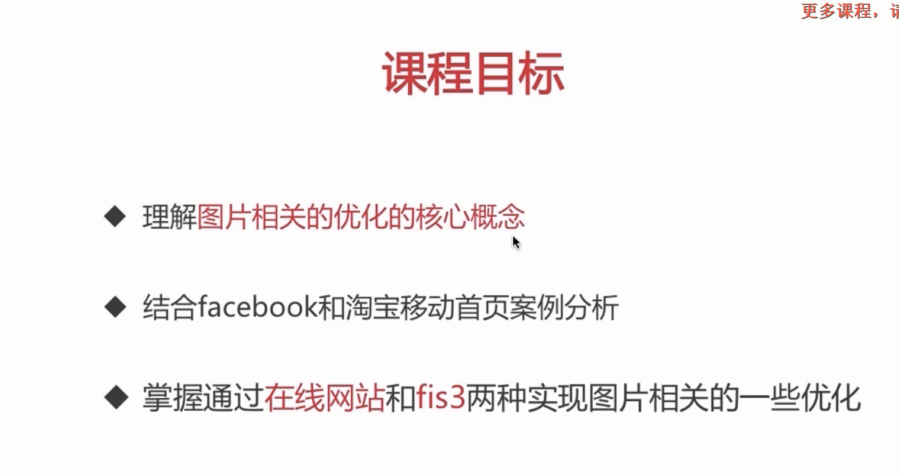 更多课程，
课程目标
◆ 理解图片相关的优化的核心概念
◆ 结合facebook和淘宝移动首页案例分析
◆ 掌握通过在线网站和fis3两种实现图片相关的一些优化